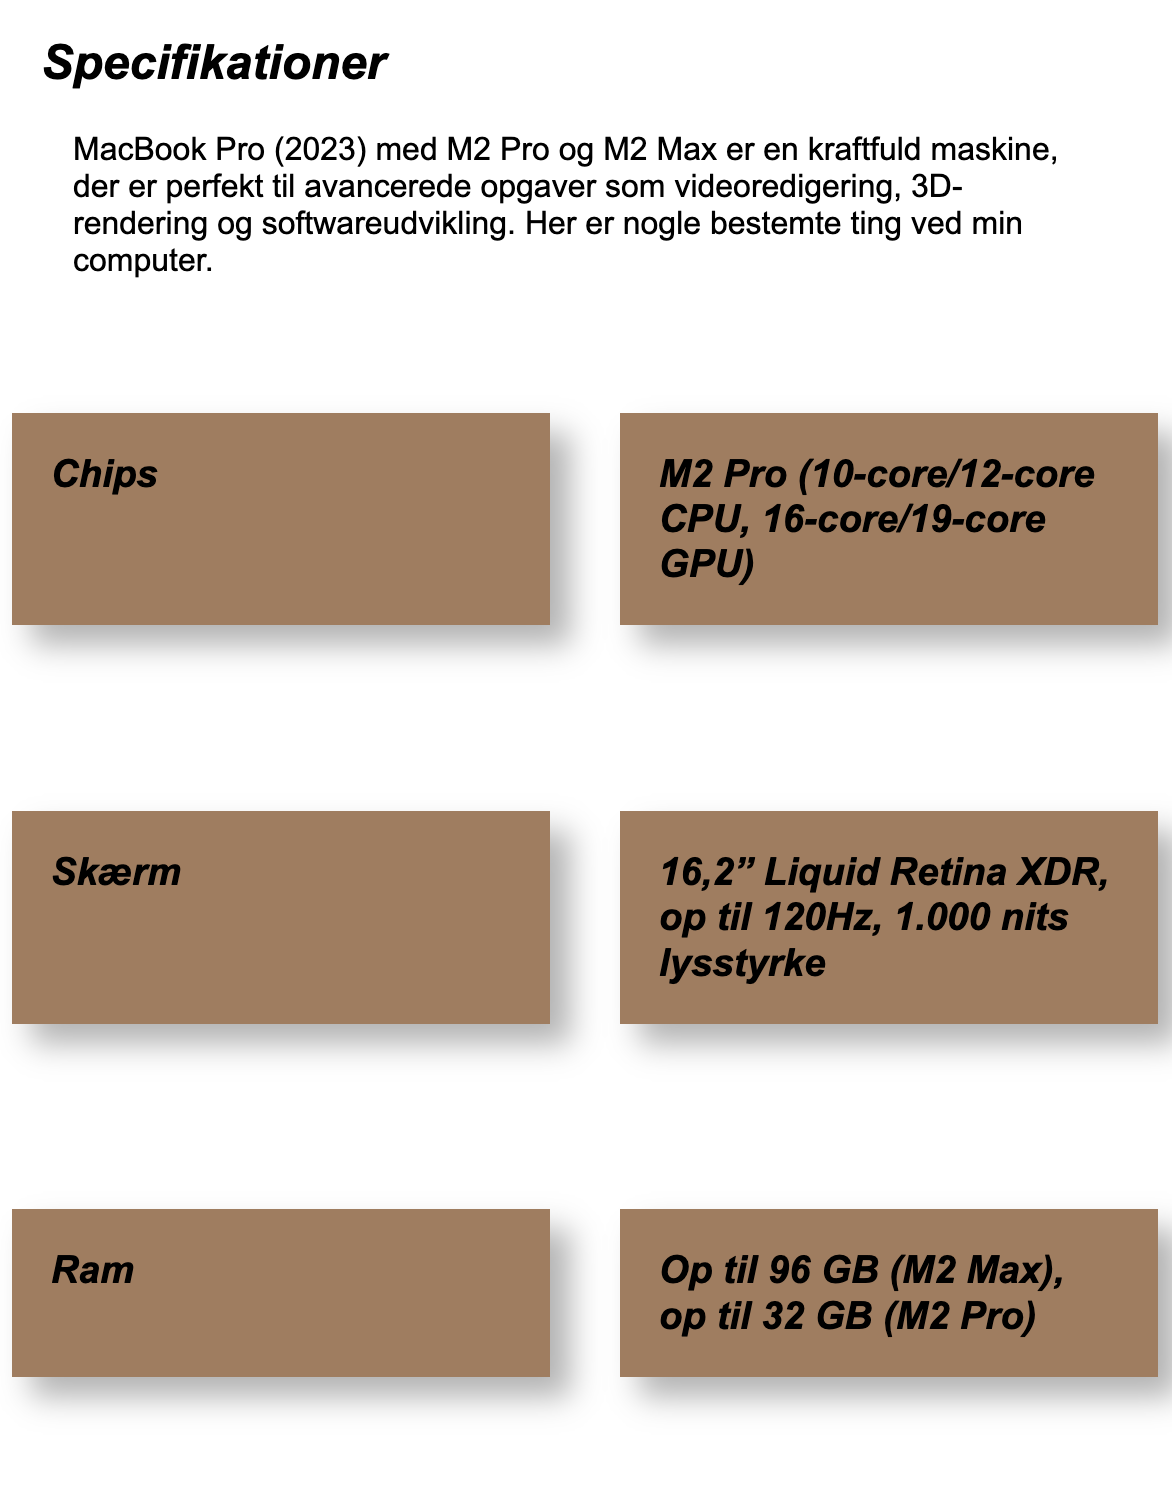 Specifikationer
MacBook Pro (2023) med M2 Pro og M2 Max er en kraftfuld maskine,
der er perfekt til avancerede opgaver som videoredigering, 3D-
rendering og softwareudvikling. Her er nogle bestemte ting ved min
computer.
Chips
M2 Pro (10-core/12-core
CPU, 16-core/19-core
GPU)
Skærm
16,2” Liquid Retina XDR,
op til 120Hz, 1.000 nits
lysstyrke
Ram
Op til 96 GB (M2 Max),
op til 32 GB (M2 Pro)